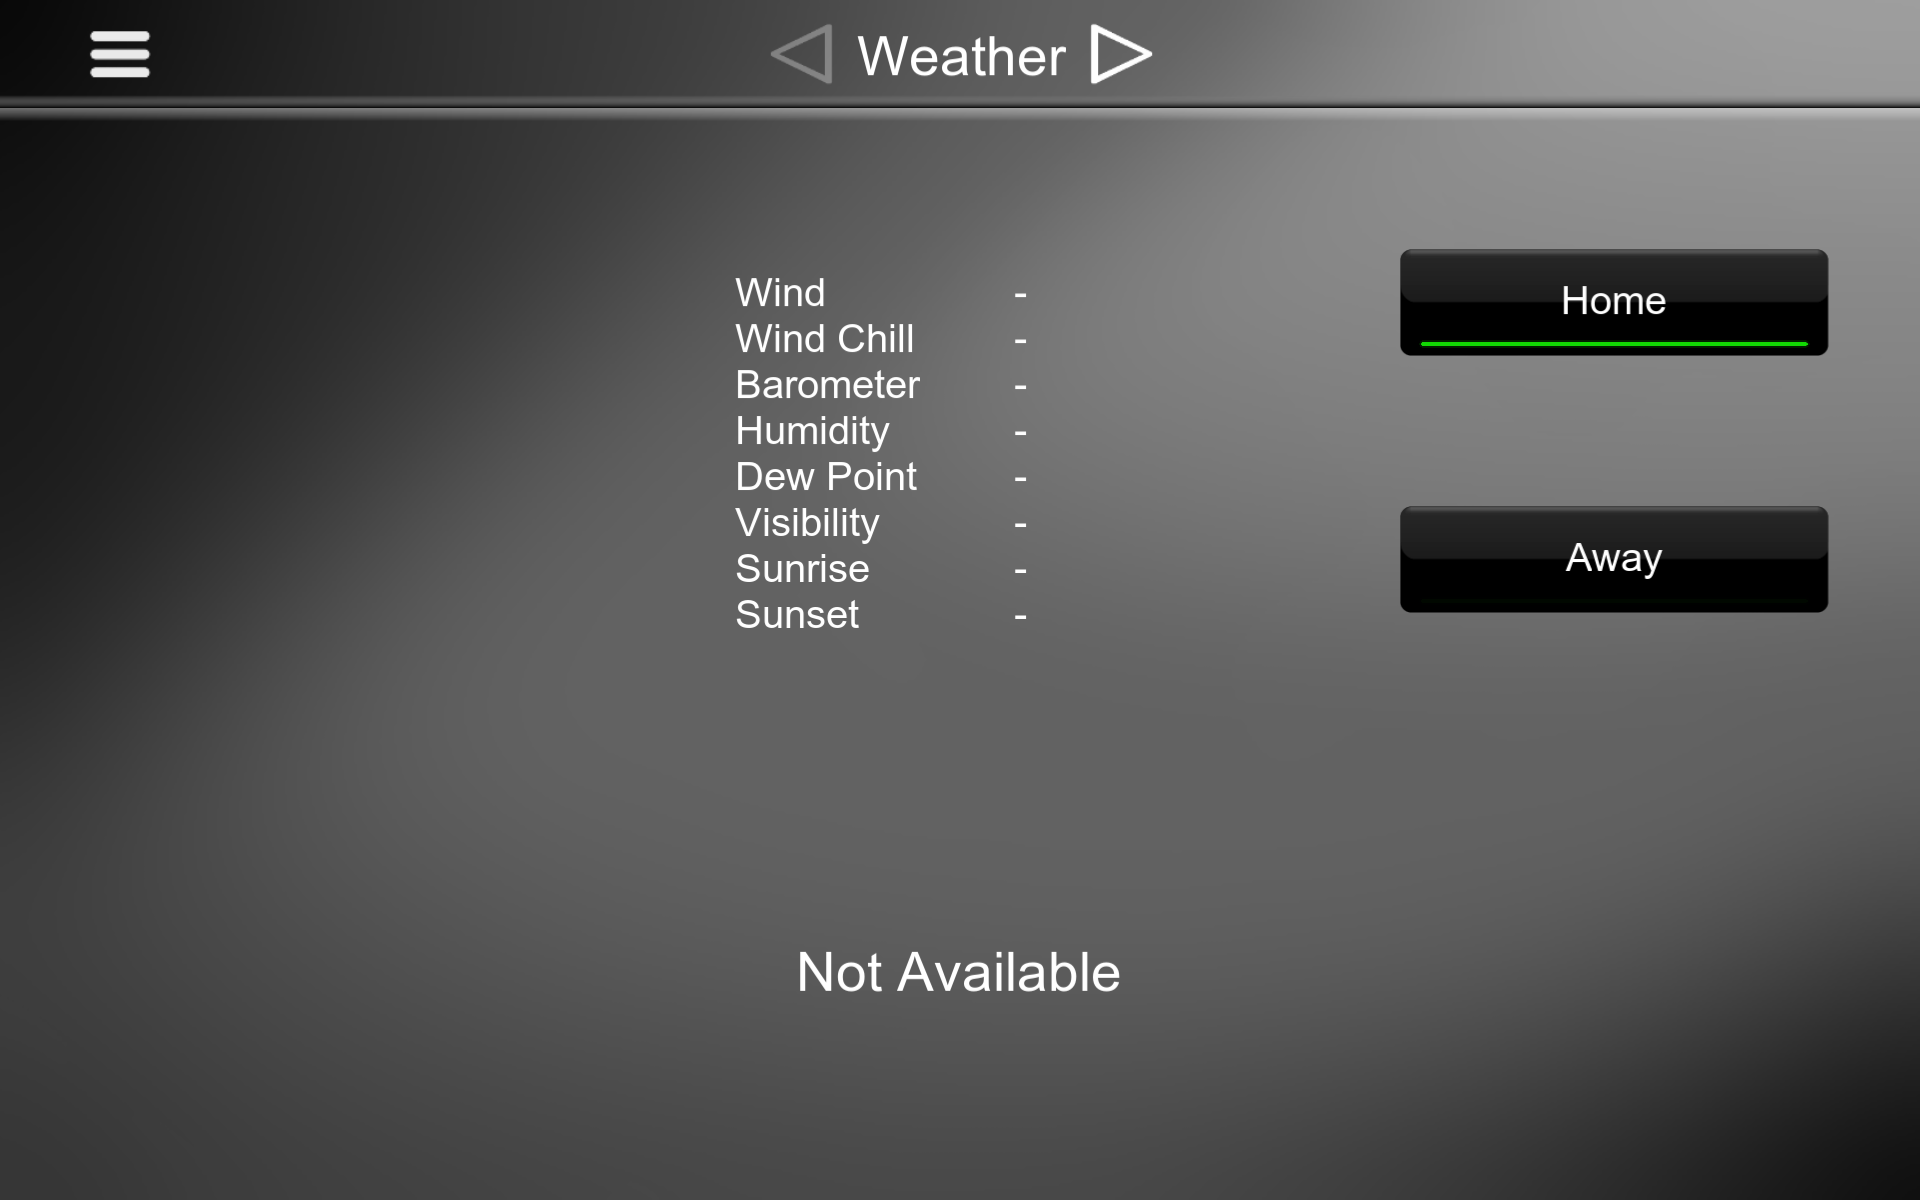 Weather
Wind -
Wind Chill -
Barometer -
Humidity -
Dew Point -
Visibility -
Sunrise -
Sunset -
Home
Away
Not Available